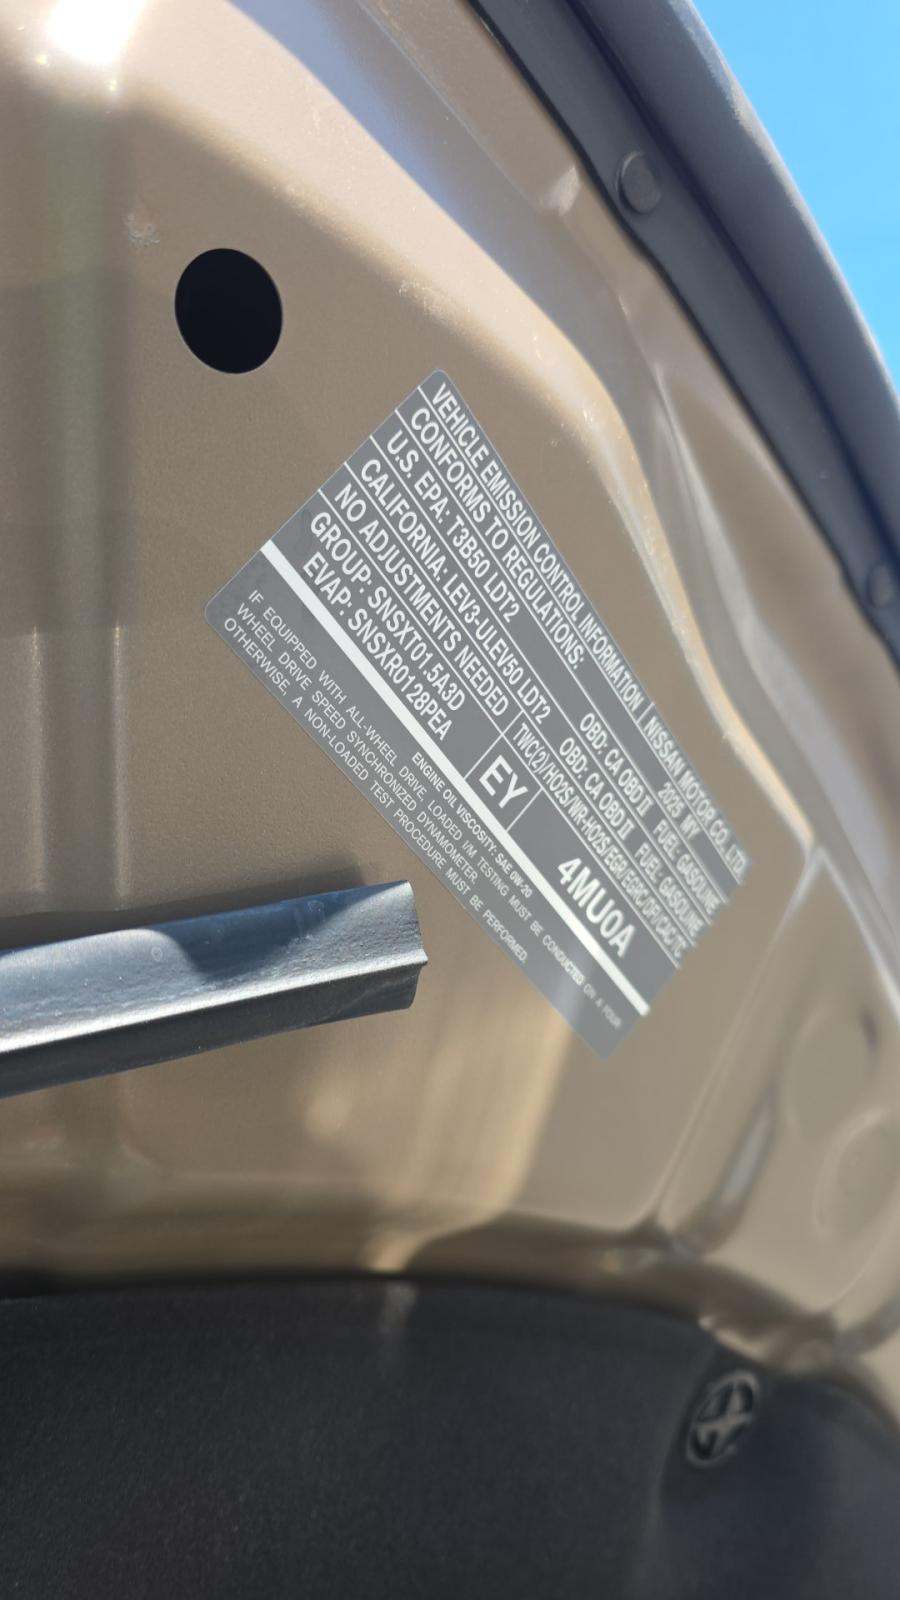 VEHICLE EMISSION CONTROL INFORMATION NISSAN MOTOR CO., LTD.
CONFORMS TO REGULATIONS: 2025 MY
U.S. EPA: T3B50 LDT2 OBD: CA OBD II FUEL: GASOLINE
CALIFORNIA: LEV3-ULEV50 LDT2 OBD: CA OBD II FUEL: GASOLINE
NO ADJUSTMENTS NEEDED TWC(2)/HO2S/WR-HO2S/EGR/EGRC/DFI/CAC/TC
GROUP: SNSXT01.5A3D EY 4MU0A
EVAP: SNSXR0128PEA
ENGINE OIL VISCOSITY: SAE 0W-20
IF EQUIPPED WITH ALL-WHEEL DRIVE, LOADED I/M TESTING MUST BE CONDUCTED ON A FOUR
WHEEL DRIVE SPEED SYNCHRONIZED DYNAMOMETER.
OTHERWISE, A NON-LOADED TEST PROCEDURE MUST BE PERFORMED.